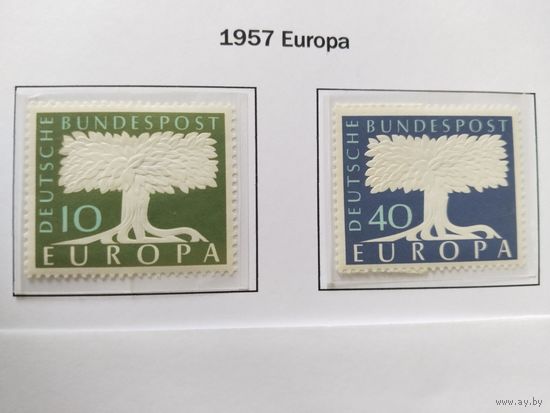 1957 Europa
DEUTSCHE
BUNDESPOST
10
EUROPA
DEUTSCHE
BUNDESPOST
40
EUROPA
www.ay.by